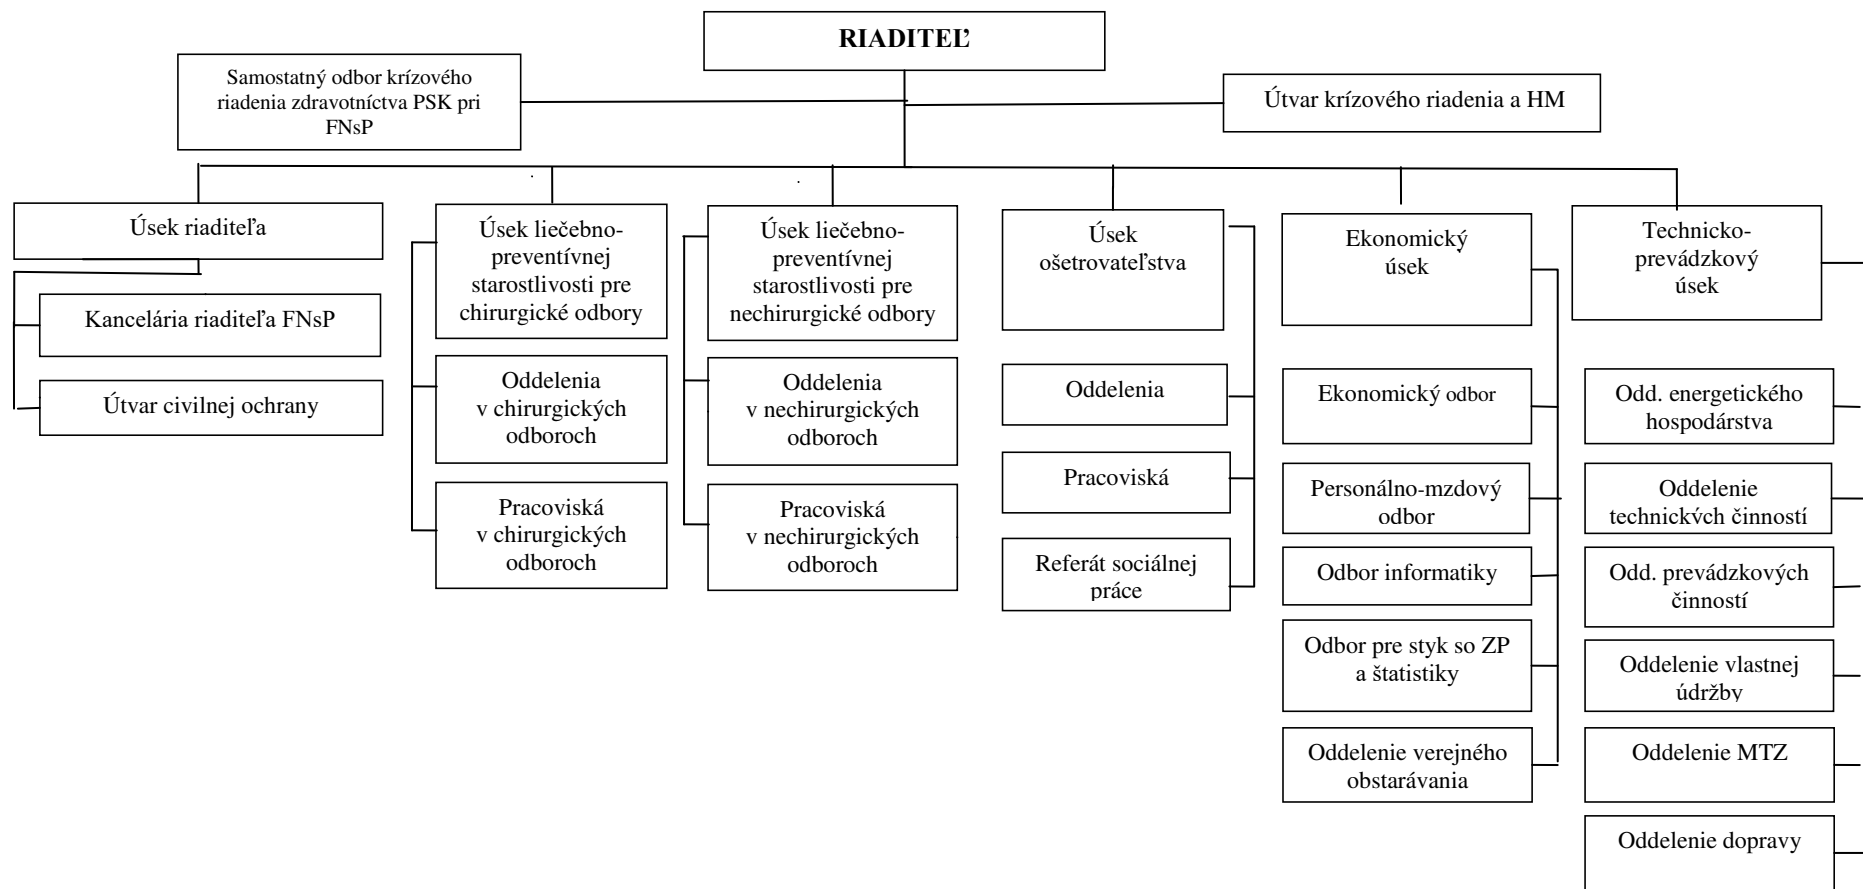 RIADITEĽ
Samostatný odbor krízového
riadenia zdravotníctva PSK pri
FNsP
Útvar krízového riadenia a HM
Úsek riaditeľa
Kancelária riaditeľa FNsP
Útvar civilnej ochrany
Úsek liečebno-
preventívnej
starostlivosti pre
chirurgické odbory
Oddelenia
v chirurgických
odboroch
Pracoviská
v chirurgických
odboroch
Úsek liečebno-
preventívnej
starostlivosti pre
nechirurgické odbory
Oddelenia
v nechirurgických
odboroch
Pracoviská
v nechirurgických
odboroch
Úsek
ošetrovateľstva
Oddelenia
Pracoviská
Referát sociálnej
práce
Ekonomický
úsek
Ekonomický odbor
Personálno-mzdový
odbor
Odbor informatiky
Odbor pre styk so ZP
a štatistiky
Oddelenie verejného
obstarávania
Technicko-
prevádzkový
úsek
Odd. energetického
hospodárstva
Oddelenie
technických činností
Odd. prevádzkových
činností
Oddelenie vlastnej
údržby
Oddelenie MTZ
Oddelenie dopravy